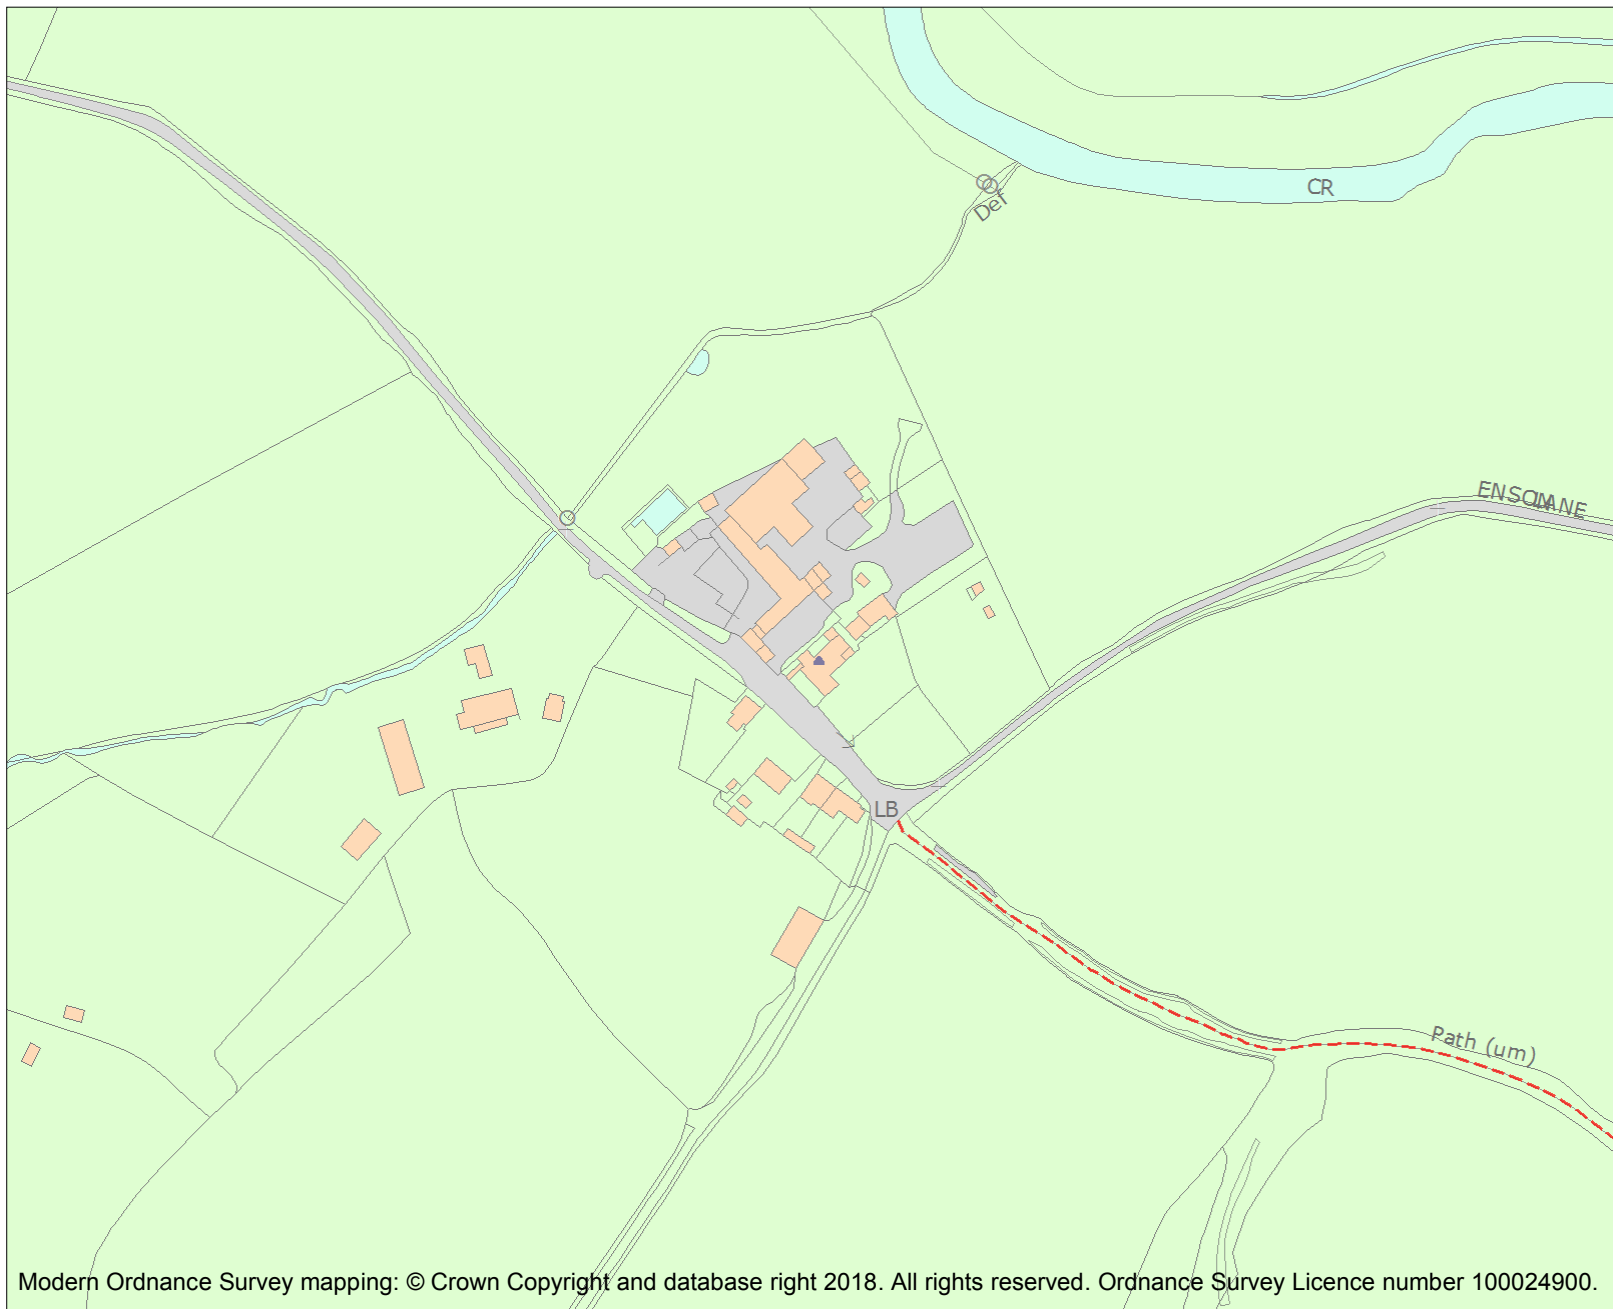 CR
Def
ENSOM LANE
LB
Path (um)
Modern Ordnance Survey mapping: © Crown Copyright and database right 2018. All rights reserved. Ordnance Survey Licence number 100024900.